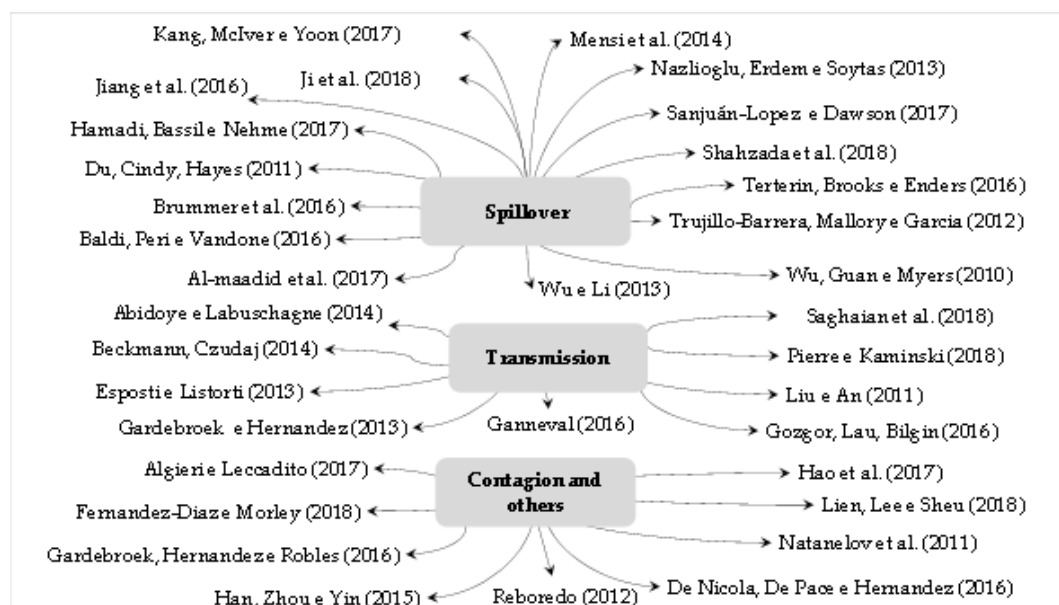 Kang, McIver e Yoon (2017)
Mensi et al. (2014)
Ji et al. (2018)
Nazlioglu, Erdem e Soytas (2013)
Jiang et al. (2016)
Sanjuán-Lopez e Dawson (2017)
Hamadi, Bassil e Nehme (2017)
Shahzada et al. (2018)
Du, Cindy, Hayes (2011)
Terterin, Brooks e Enders (2016)
Spillover
Brummer et al. (2016)
Trujillo-Barrera, Mallory e Garcia (2012)
Baldi, Peri e Vandone (2016)
Al-maadid et al. (2017)
Wu, Guan e Myers (2010)
Wu e Li (2013)
Abidoye e Labuschagne (2014)
Saghaian et al. (2018)
Beckmann, Czudaj (2014)
Transmission
Pierre e Kaminski (2018)
Esposti e Listorti (2013)
Liu e An (2011)
Gardebroek e Hernandez (2013)
Ganneval (2016)
Gozgor, Lau, Bilgin (2016)
Algieri e Leccadito (2017)
Contagion and
others
Hao et al. (2017)
Fernandez-Diaz e Morley (2018)
Lien, Lee e Sheu (2018)
Gardebroek, Hernandez e Robles (2016)
Natanelov et al. (2011)
Han, Zhou e Yin (2015)
Reboredo (2012)
De Nicola, De Pace e Hernandez (2016)